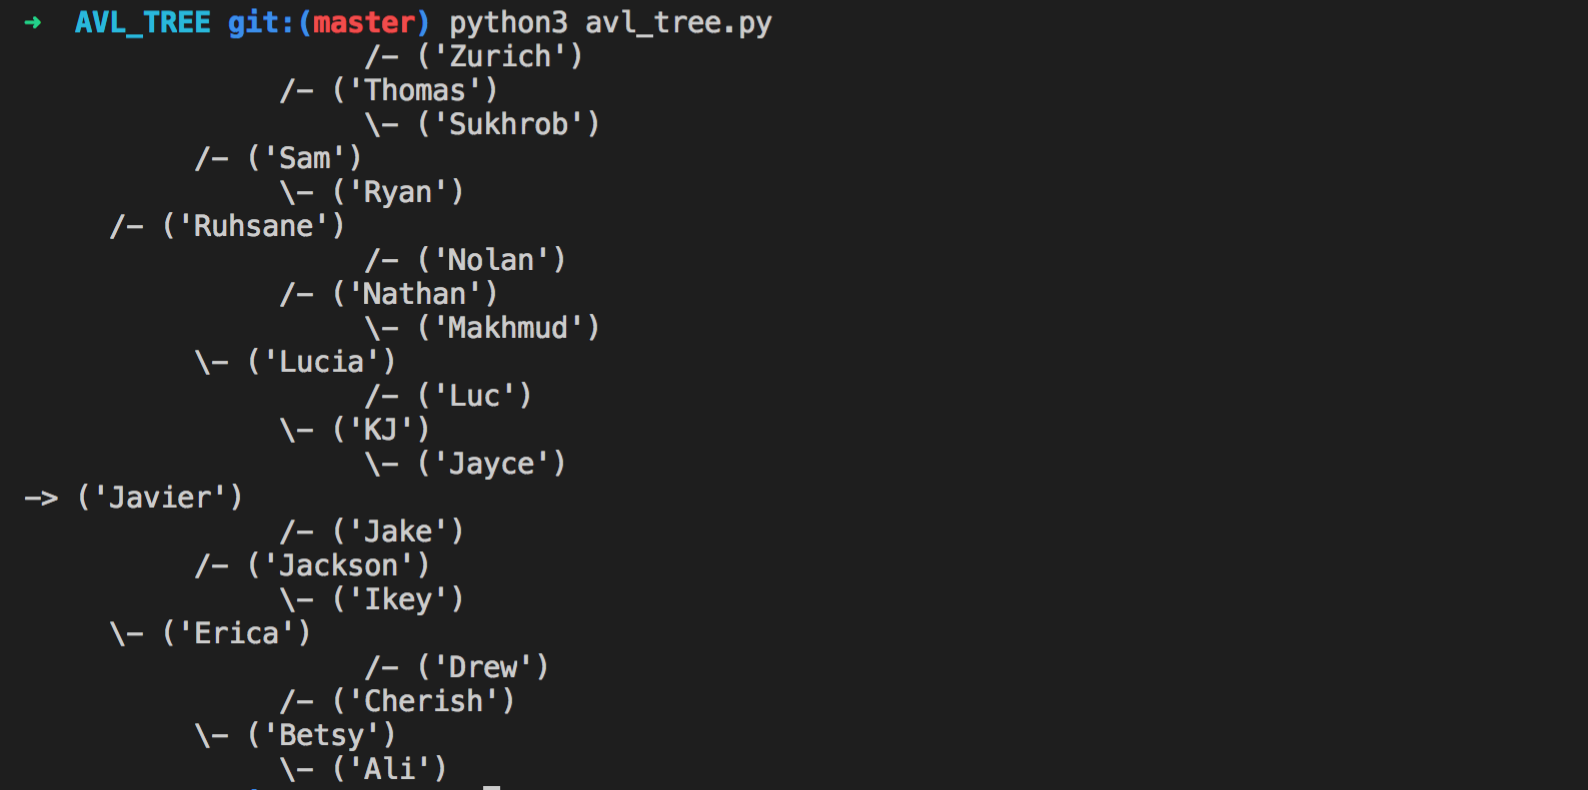 ➜  AVL_TREE git:(master) python3 avl_tree.py
                    /- ('Zurich')
               /- ('Thomas')
                    \- ('Sukhrob')
          /- ('Sam')
               \- ('Ryan')
     /- ('Ruhsane')
                    /- ('Nolan')
               /- ('Nathan')
                    \- ('Makhmud')
          \- ('Lucia')
                    /- ('Luc')
               \- ('KJ')
                    \- ('Jayce')
-> ('Javier')
               /- ('Jake')
          /- ('Jackson')
               \- ('Ikey')
     \- ('Erica')
                    /- ('Drew')
               /- ('Cherish')
          \- ('Betsy')
               \- ('Ali')